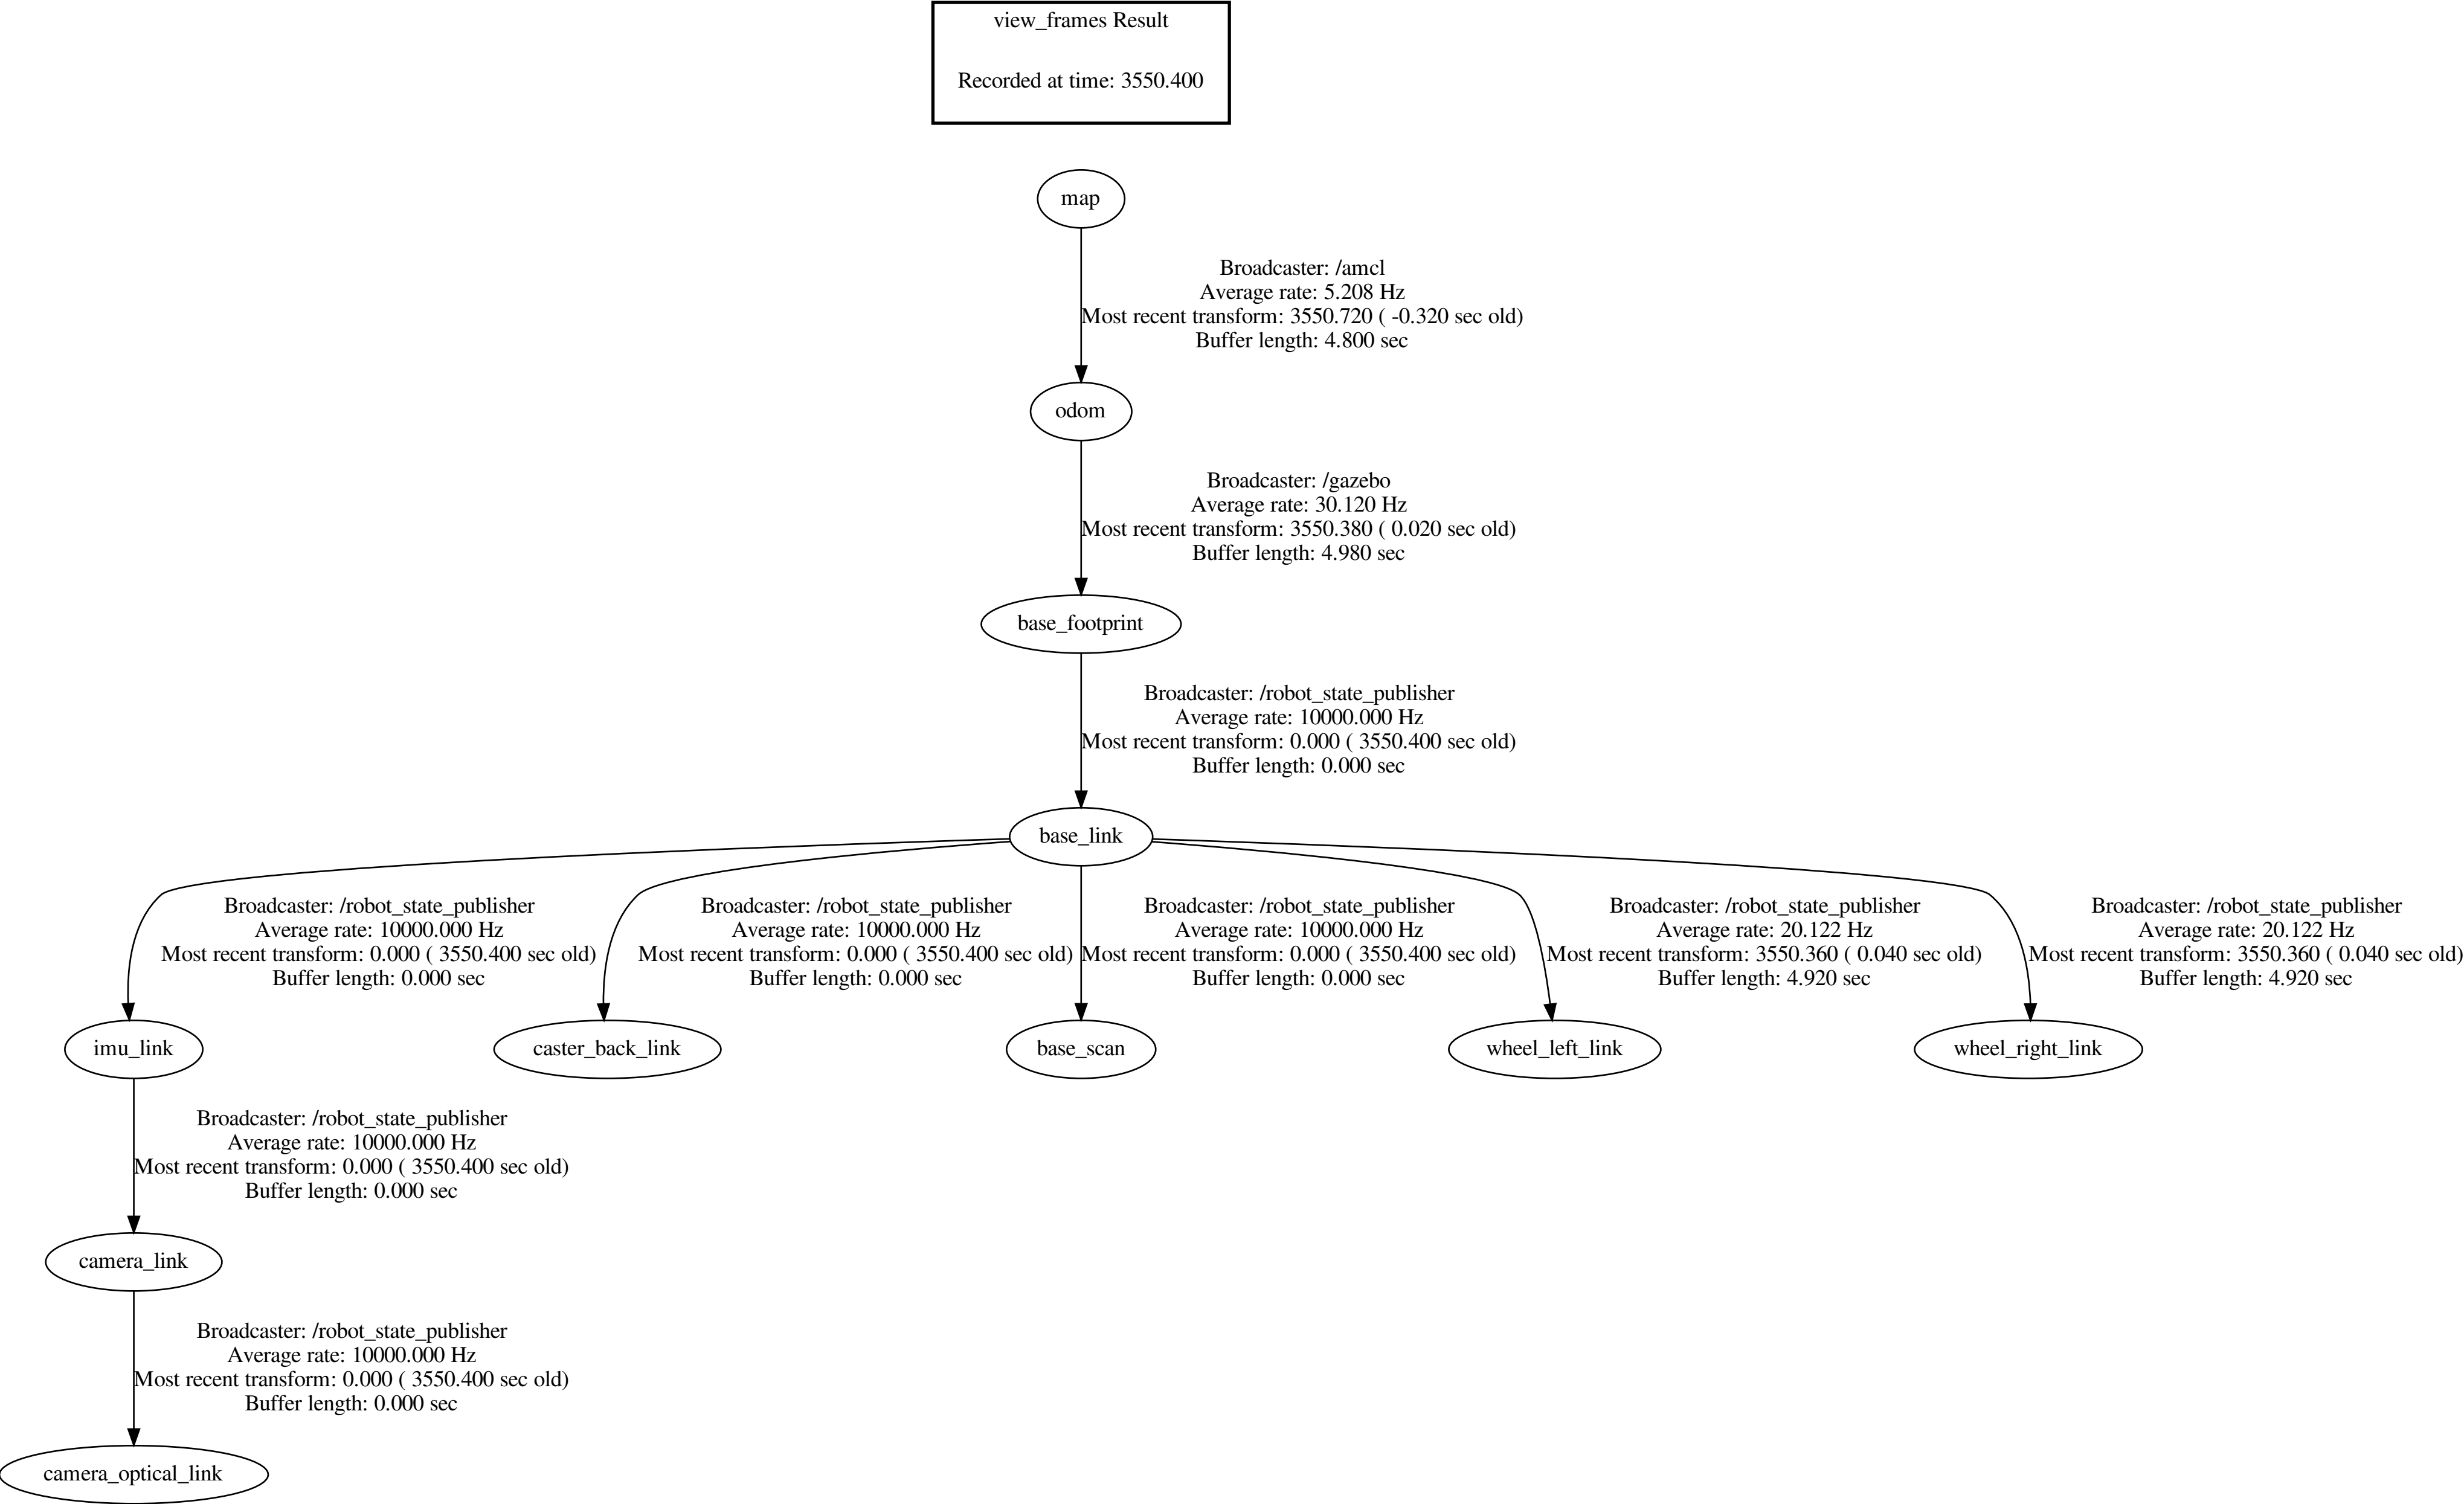 view_frames Result
Recorded at time: 3550.400
map
Broadcaster: /amcl
Average rate: 5.208 Hz
Most recent transform: 3550.720 ( -0.320 sec old)
Buffer length: 4.800 sec
odom
Broadcaster: /gazebo
Average rate: 30.120 Hz
Most recent transform: 3550.380 ( 0.020 sec old)
Buffer length: 4.980 sec
base_footprint
Broadcaster: /robot_state_publisher
Average rate: 10000.000 Hz
Most recent transform: 0.000 ( 3550.400 sec old)
Buffer length: 0.000 sec
base_link
Broadcaster: /robot_state_publisher
Average rate: 10000.000 Hz
Most recent transform: 0.000 ( 3550.400 sec old)
Buffer length: 0.000 sec
Broadcaster: /robot_state_publisher
Average rate: 10000.000 Hz
Most recent transform: 0.000 ( 3550.400 sec old)
Buffer length: 0.000 sec
Broadcaster: /robot_state_publisher
Average rate: 10000.000 Hz
Most recent transform: 0.000 ( 3550.400 sec old)
Buffer length: 0.000 sec
Broadcaster: /robot_state_publisher
Average rate: 20.122 Hz
Most recent transform: 3550.360 ( 0.040 sec old)
Buffer length: 4.920 sec
Broadcaster: /robot_state_publisher
Average rate: 20.122 Hz
Most recent transform: 3550.360 ( 0.040 sec old)
Buffer length: 4.920 sec
imu_link
caster_back_link
base_scan
wheel_left_link
wheel_right_link
Broadcaster: /robot_state_publisher
Average rate: 10000.000 Hz
Most recent transform: 0.000 ( 3550.400 sec old)
Buffer length: 0.000 sec
camera_link
Broadcaster: /robot_state_publisher
Average rate: 10000.000 Hz
Most recent transform: 0.000 ( 3550.400 sec old)
Buffer length: 0.000 sec
camera_optical_link